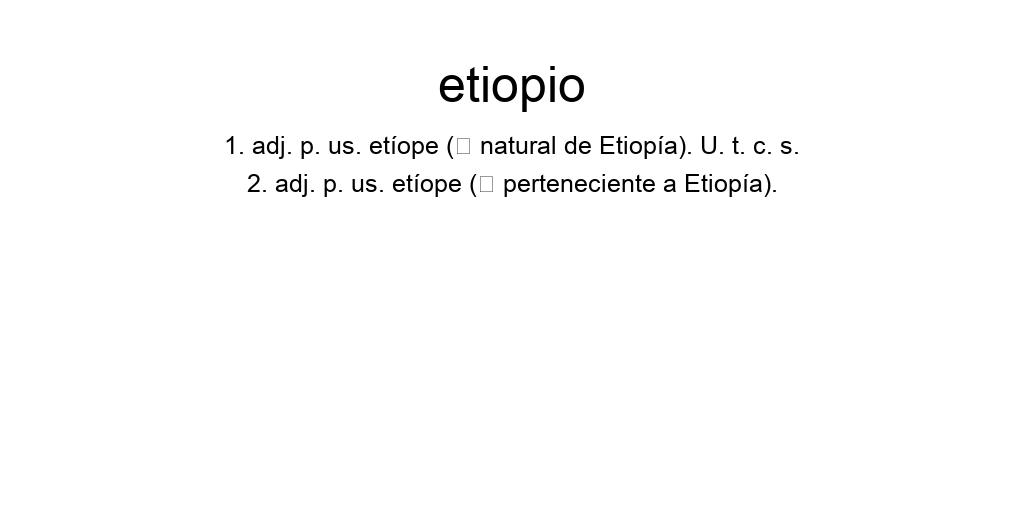 etiopio
1. adj. p. us. etíope (▯ natural de Etiopía). U. t. c. s.
2. adj. p. us. etíope (▯ perteneciente a Etiopía).